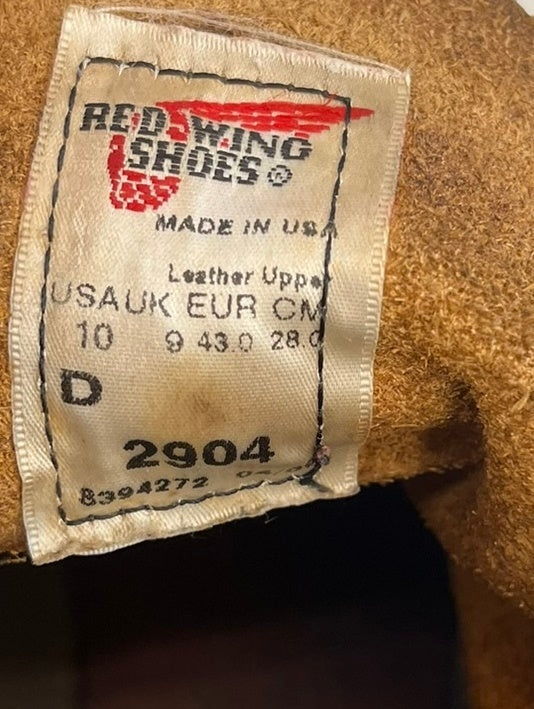 RED WING
SHOES®
MADE IN USA
Leather Upper
USA UK EUR CM
10 9 43.0 28.0
D
2904
8394272